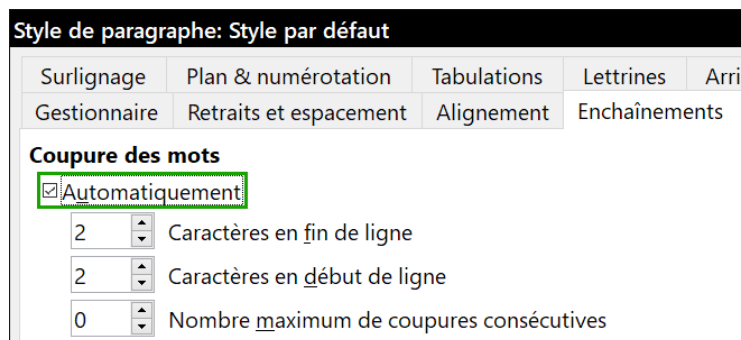 Style de paragraphe: Style par défaut
Surlignage Plan & numérotation Tabulations Lettrines
Gestionnaire Retraits et espacement Alignement Enchaînements
Coupure des mots
Automatiquement
2 Caractères en fin de ligne
2 Caractères en début de ligne
0 Nombre maximum de coupures consécutives